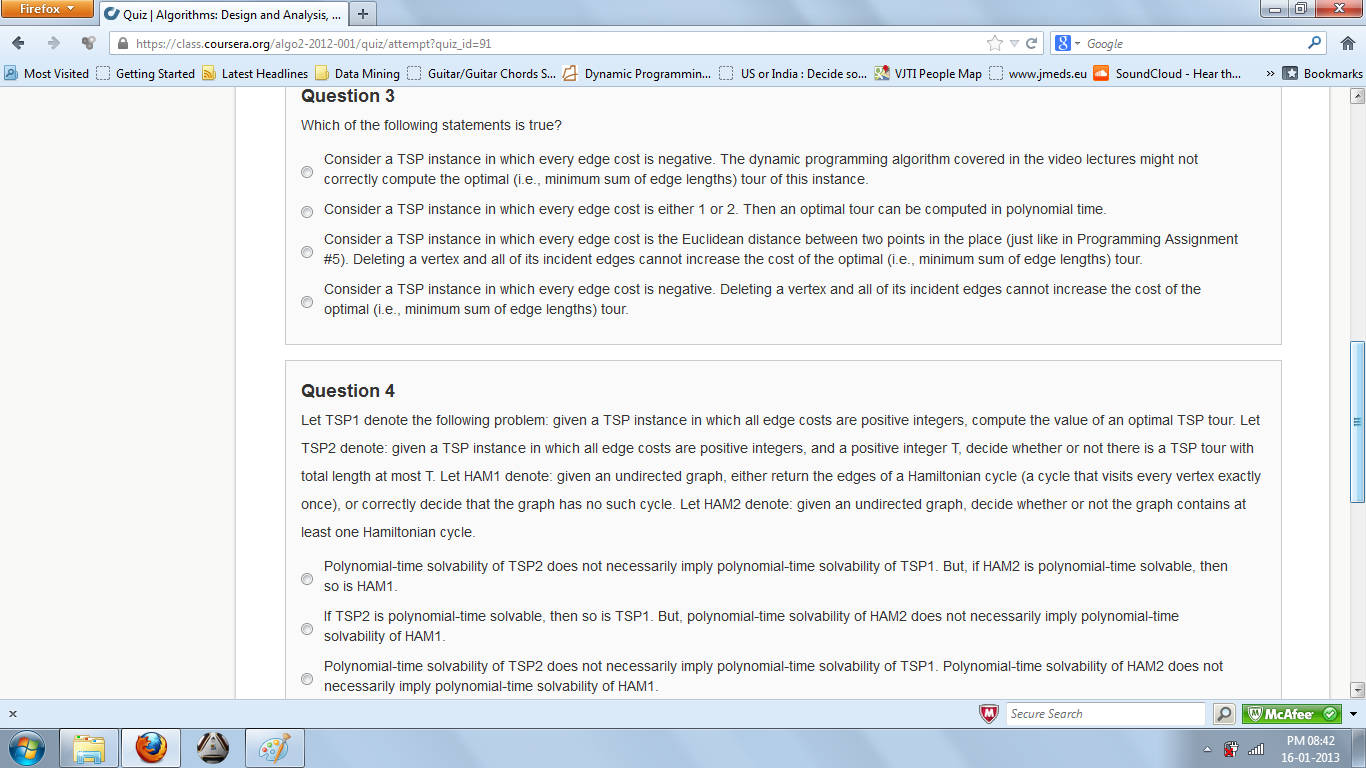 Firefox
Quiz | Algorithms: Design and Analysis, ...
https://class.coursera.org/algo2-2012-001/quiz/attempt?quiz_id=91
Google
Most Visited Getting Started Latest Headlines Data Mining Guitar/Guitar Chords S... Dynamic Programmin... US or India : Decide so... VJTI People Map www.jmeds.eu SoundCloud - Hear th... » Bookmarks
Question 3
Which of the following statements is true?
Consider a TSP instance in which every edge cost is negative. The dynamic programming algorithm covered in the video lectures might not
correctly compute the optimal (i.e., minimum sum of edge lengths) tour of this instance.
Consider a TSP instance in which every edge cost is either 1 or 2. Then an optimal tour can be computed in polynomial time.
Consider a TSP instance in which every edge cost is the Euclidean distance between two points in the place (just like in Programming Assignment
#5). Deleting a vertex and all of its incident edges cannot increase the cost of the optimal (i.e., minimum sum of edge lengths) tour.
Consider a TSP instance in which every edge cost is negative. Deleting a vertex and all of its incident edges cannot increase the cost of the
optimal (i.e., minimum sum of edge lengths) tour.
Question 4
Let TSP1 denote the following problem: given a TSP instance in which all edge costs are positive integers, compute the value of an optimal TSP tour. Let
TSP2 denote: given a TSP instance in which all edge costs are positive integers, and a positive integer T, decide whether or not there is a TSP tour with
total length at most T. Let HAM1 denote: given an undirected graph, either return the edges of a Hamiltonian cycle (a cycle that visits every vertex exactly
once), or correctly decide that the graph has no such cycle. Let HAM2 denote: given an undirected graph, decide whether or not the graph contains at
least one Hamiltonian cycle.
Polynomial-time solvability of TSP2 does not necessarily imply polynomial-time solvability of TSP1. But, if HAM2 is polynomial-time solvable, then
so is HAM1.
If TSP2 is polynomial-time solvable, then so is TSP1. But, polynomial-time solvability of HAM2 does not necessarily imply polynomial-time
solvability of HAM1.
Polynomial-time solvability of TSP2 does not necessarily imply polynomial-time solvability of TSP1. Polynomial-time solvability of HAM2 does not
necessarily imply polynomial-time solvability of HAM1.
x
Secure Search
McAfee
PM 08:42
16-01-2013